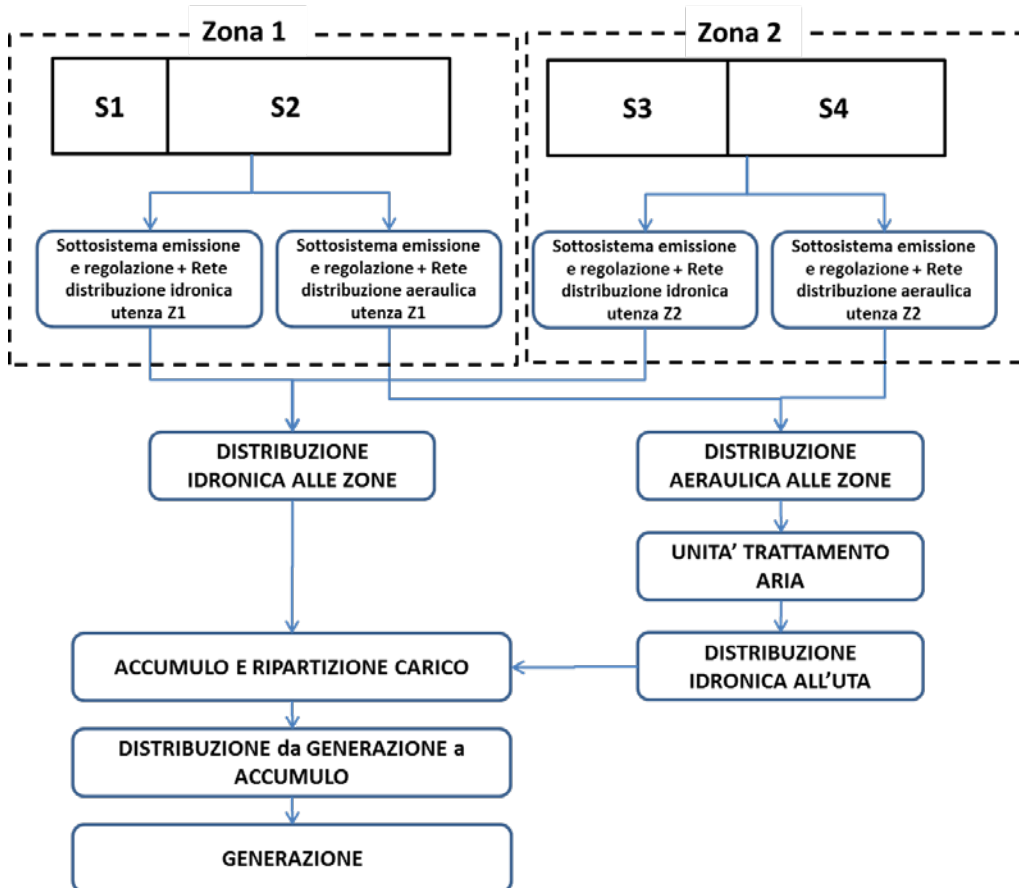 Zona 1
Zona 2
S1
S2
S3
S4
Sottosistema emissione
e regolazione + Rete
distribuzione idronica
utenza Z1
Sottosistema emissione
e regolazione + Rete
distribuzione aeraulica
utenza Z1
Sottosistema emissione
e regolazione + Rete
distribuzione idronica
utenza Z2
Sottosistema emissione
e regolazione + Rete
distribuzione aeraulica
utenza Z2
DISTRIBUZIONE
IDRONICA ALLE ZONE
DISTRIBUZIONE
AERAULICA ALLE ZONE
UNITA’ TRATTAMENTO
ARIA
ACCUMULO E RIPARTIZIONE CARICO
DISTRIBUZIONE
IDRONICA ALL’UTA
DISTRIBUZIONE da GENERAZIONE a
ACCUMULO
GENERAZIONE